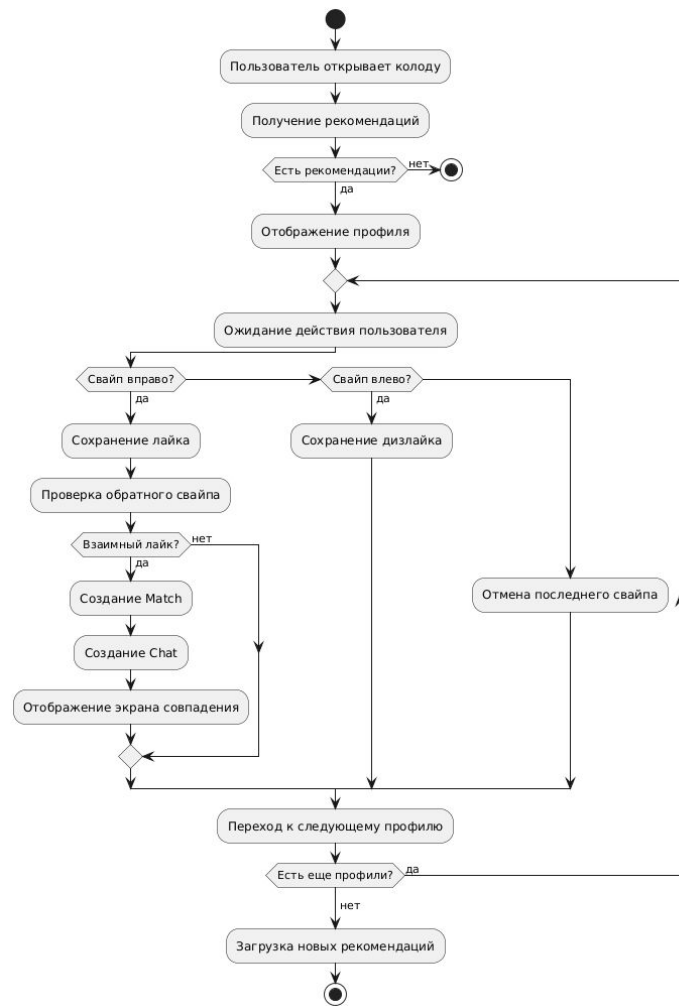 Пользователь открывает колоду
Получение рекомендаций
Есть рекомендации?
нет
да
Отображение профиля
Ожидание действия пользователя
Свайп вправо?
да
Свайп влево?
да
Сохранение лайка
Сохранение дизлайка
Проверка обратного свайпа
Взаимный лайк?
нет
да
Создание Match
Отмена последнего свайпа
Создание Chat
Отображение экрана совпадения
Переход к следующему профилю
Есть еще профили?
да
нет
Загрузка новых рекомендаций